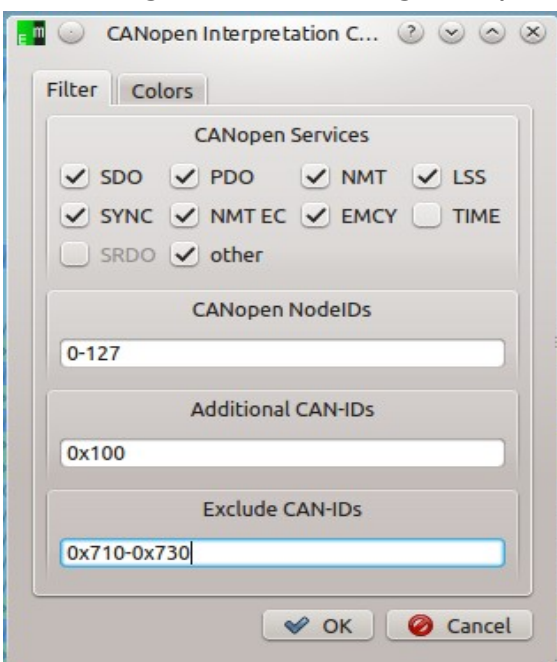 CANopen Interpretation C...
Filter Colors
CANopen Services
SDO PDO NMT LSS
SYNC NMT EC EMCY TIME
SRDO other
CANopen NodeIDs
0-127
Additional CAN-IDs
0x100
Exclude CAN-IDs
0x710-0x730
OK Cancel